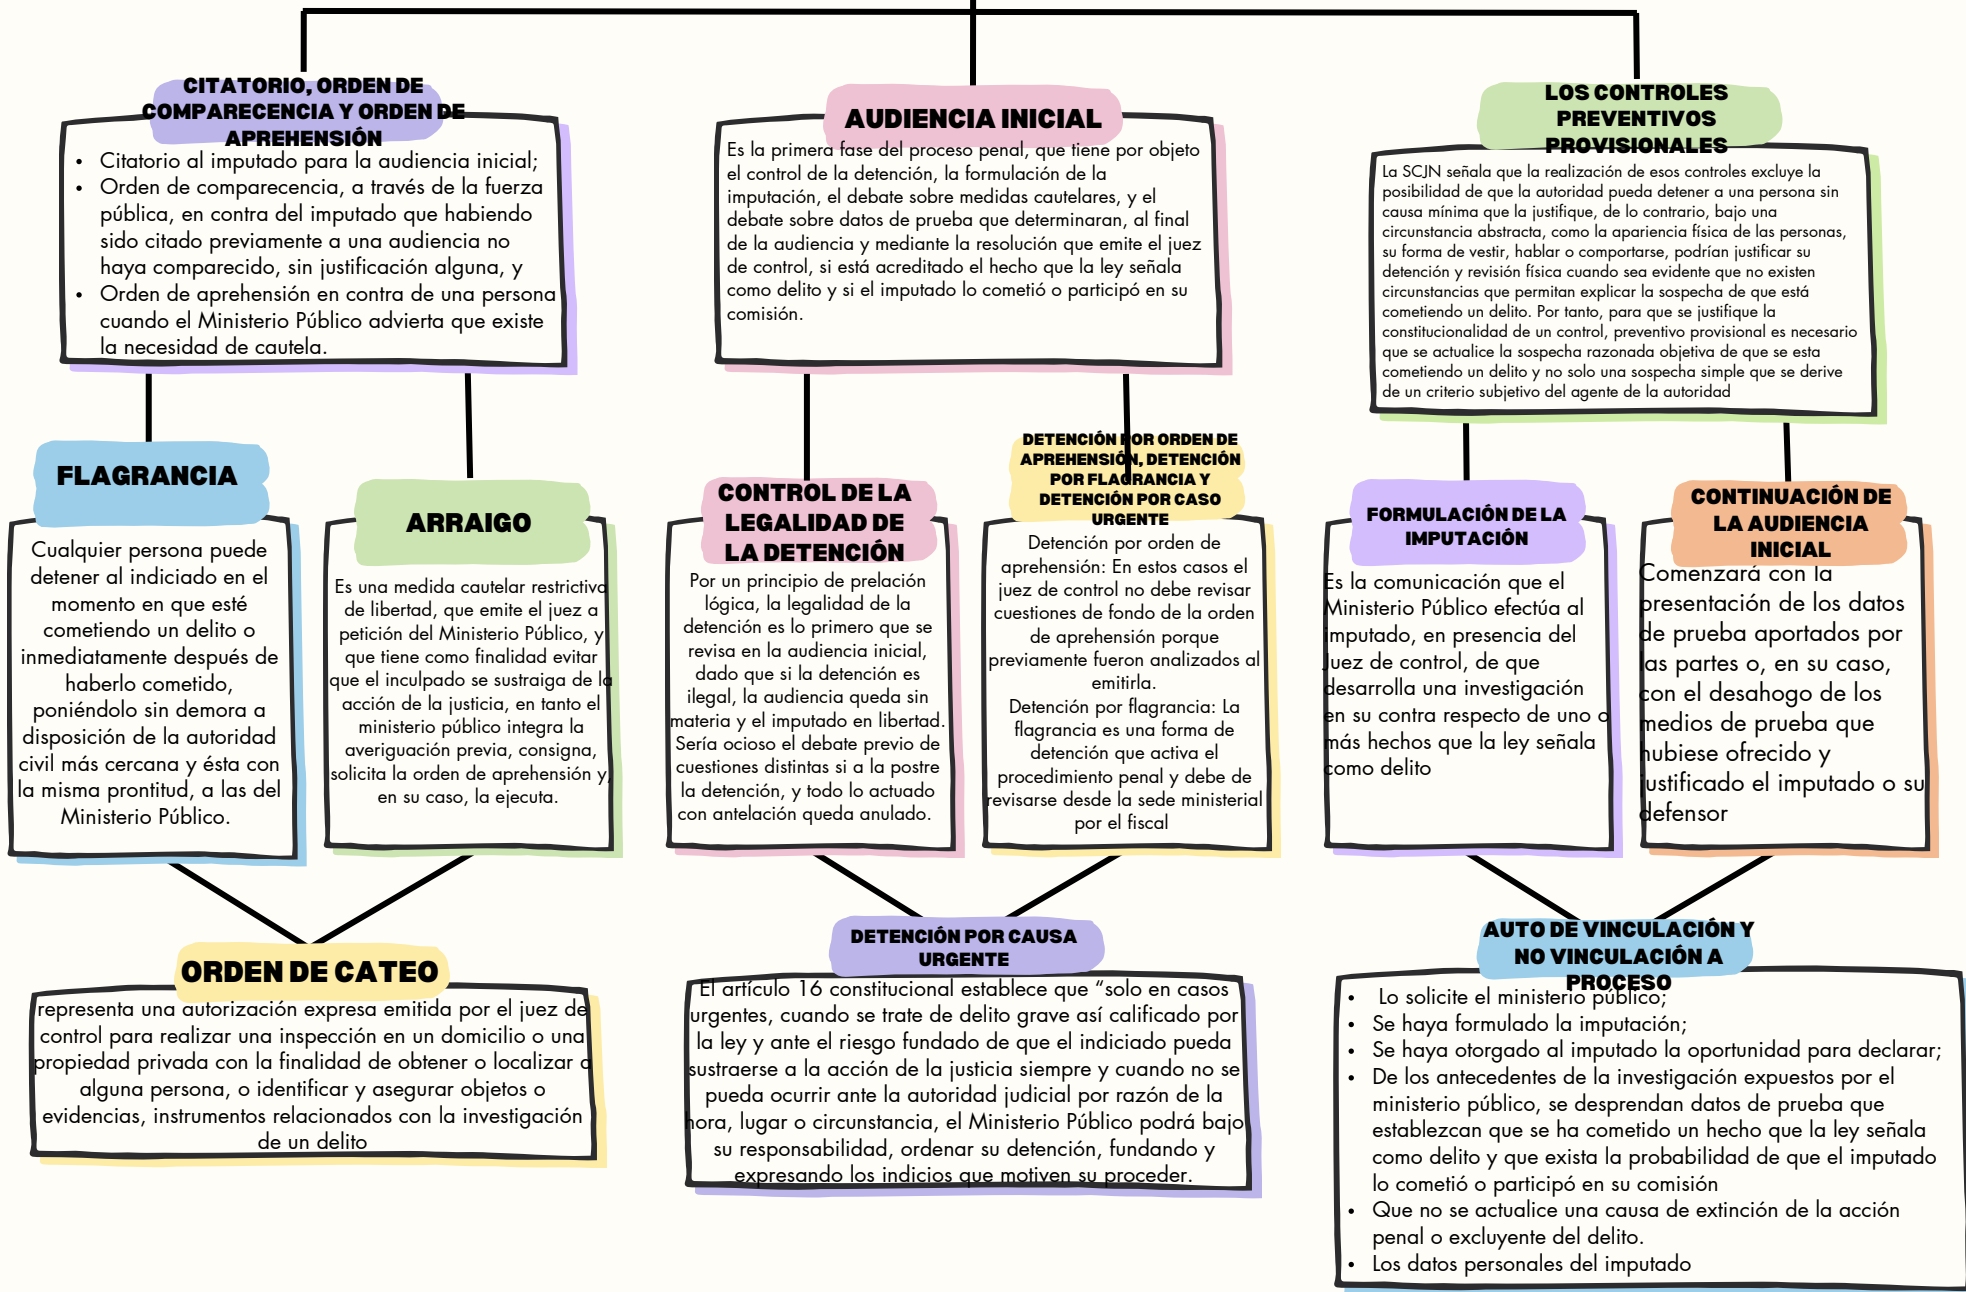 CITATORIO, ORDEN DE
COMPARECENCIA Y ORDEN DE
APREHENSIÓN
• Citatorio al imputado para la audiencia inicial;
• Orden de comparecencia, a través de la fuerza
pública, en contra del imputado que habiendo
sido citado previamente a una audiencia no
haya comparecido, sin justificación alguna, y
• Orden de aprehensión en contra de una persona
cuando el Ministerio Público advierta que existe
la necesidad de cautela.
AUDIENCIA INICIAL
Es la primera fase del proceso penal, que tiene por objeto
el control de la detención, la formulación de la
imputación, el debate sobre medidas cautelares, y el
debate sobre datos de prueba que determinaran, al final
de la audiencia y mediante la resolución que emite el juez
de control, si está acreditado el hecho que la ley señala
como delito y si el imputado lo cometió o participó en su
comisión.
LOS CONTROLES
PREVENTIVOS
PROVISIONALES
La SCJN señala que la realización de esos controles excluye la
posibilidad de que la autoridad pueda detener a una persona sin
causa mínima que la justifique, de lo contrario, bajo una
circunstancia abstracta, como la apariencia física de las personas,
su forma de vestir, hablar o comportarse, podrían justificar su
detención y revisión física cuando sea evidente que no existen
circunstancias que permitan explicar la sospecha de que está
cometiendo un delito. Por tanto, para que se justifique la
constitucionalidad de un control, preventivo provisional es necesario
que se actualice la sospecha razonada objetiva de que se esta
cometiendo un delito y no solo una sospecha simple que se derive
de un criterio subjetivo del agente de la autoridad
FLAGRANCIA
Cualquier persona puede
detener al indiciado en el
momento en que esté
cometiendo un delito o
inmediatamente después de
haberlo cometido,
poniéndolo sin demora a
disposición de la autoridad
civil más cercana y ésta con
la misma prontitud, a las del
Ministerio Público.
ARRAIGO
Es una medida cautelar restrictiva
de libertad, que emite el juez a
petición del Ministerio Público, y
que tiene como finalidad evitar
que el inculpado se sustraiga de la
acción de la justicia, en tanto el
ministerio público integra la
averiguación previa, consigna,
solicita la orden de aprehensión y,
en su caso, la ejecuta.
CONTROL DE LA
LEGALIDAD DE
LA DETENCIÓN
Por un principio de prelación
lógica, la legalidad de la
detención es lo primero que se
revisa en la audiencia inicial,
dado que si la detención es
ilegal, la audiencia queda sin
materia y el imputado en libertad.
Sería ocioso el debate previo de
cuestiones distintas si a la postre
la detención, y todo lo actuado
con antelación queda anulado.
DETENCIÓN POR ORDEN DE
APREHENSIÓN, DETENCIÓN
POR FLAGRANCIA Y
DETENCIÓN POR CASO
URGENTE
Detención por orden de
aprehensión: En estos casos el
juez de control no debe revisar
cuestiones de fondo de la orden
de aprehensión porque
previamente fueron analizados al
emitirla.
Detención por flagrancia: La
flagrancia es una forma de
detención que activa el
procedimiento penal y debe de
revisarse desde la sede ministerial
por el fiscal
FORMULACIÓN DE LA
IMPUTACIÓN
Es la comunicación que el
Ministerio Público efectúa al
imputado, en presencia del
Juez de control, de que
desarrolla una investigación
en su contra respecto de uno o
más hechos que la ley señala
como delito
CONTINUACIÓN DE
LA AUDIENCIA
INICIAL
Comenzará con la
presentación de los datos
de prueba aportados por
las partes o, en su caso,
con el desahogo de los
medios de prueba que
hubiese ofrecido y
justificado el imputado o su
defensor
ORDEN DE CATEO
representa una autorización expresa emitida por el juez de
control para realizar una inspección en un domicilio o una
propiedad privada con la finalidad de obtener o localizar a
alguna persona, o identificar y asegurar objetos o
evidencias, instrumentos relacionados con la investigación
de un delito
DETENCIÓN POR CAUSA
URGENTE
El artículo 16 constitucional establece que “solo en casos
urgentes, cuando se trate de delito grave así calificado por
la ley y ante el riesgo fundado de que el indiciado pueda
sustraerse a la acción de la justicia siempre y cuando no se
pueda ocurrir ante la autoridad judicial por razón de la
hora, lugar o circunstancia, el Ministerio Público podrá bajo
su responsabilidad, ordenar su detención, fundando y
expresando los indicios que motiven su proceder.
AUTO DE VINCULACIÓN Y
NO VINCULACIÓN A
PROCESO
• Lo solicite el ministerio público;
• Se haya formulado la imputación;
• Se haya otorgado al imputado la oportunidad para declarar;
• De los antecedentes de la investigación expuestos por el
ministerio público, se desprendan datos de prueba que
establezcan que se ha cometido un hecho que la ley señala
como delito y que exista la probabilidad de que el imputado
lo cometió o participó en su comisión
• Que no se actualice una causa de extinción de la acción
penal o excluyente del delito.
• Los datos personales del imputado